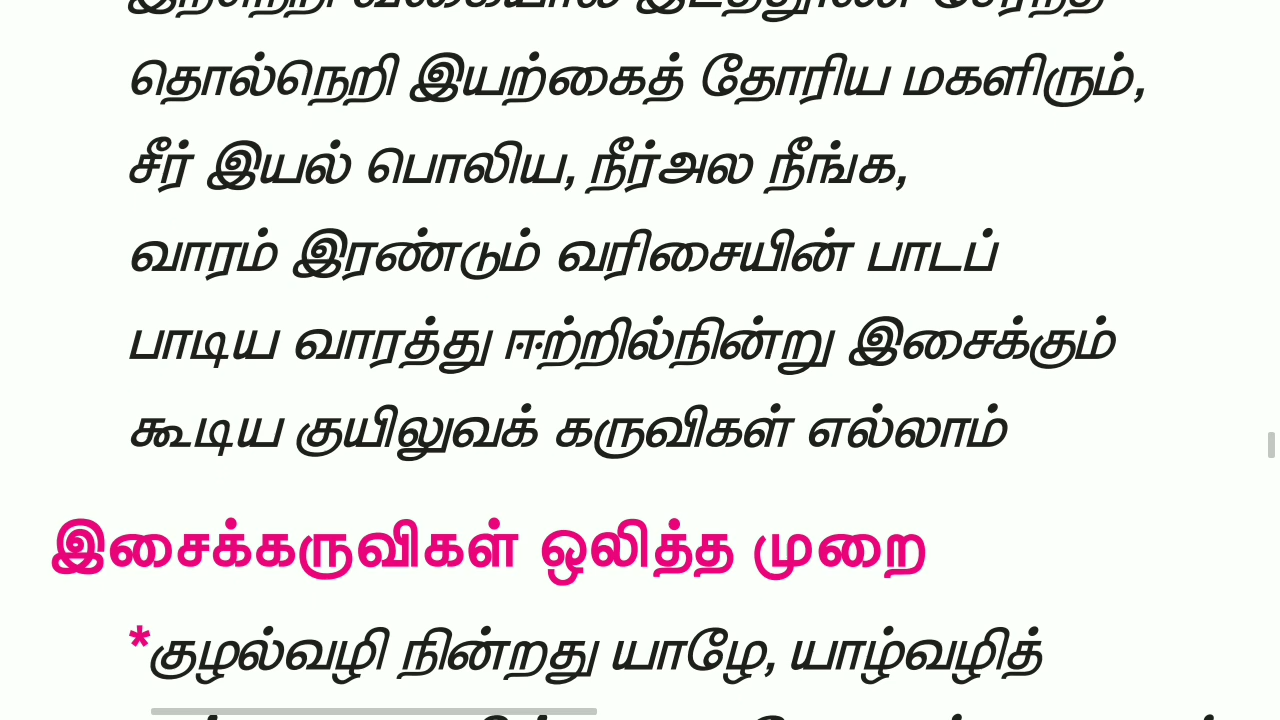 தொல்நெறி இயற்கைத் தோரிய மகளிரும்,
சீர் இயல் பொலிய, நீர்அல நீங்க,
வாரம் இரண்டும் வரிசையின் பாடப்
பாடிய வாரத்து ஈற்றில்நின்று இசைக்கும்
கூடிய குயிலுவக் கருவிகள் எல்லாம்
இசைக்கருவிகள் ஒலித்த முறை
*குழல்வழி நின்றது யாழே, யாழ்வழித்